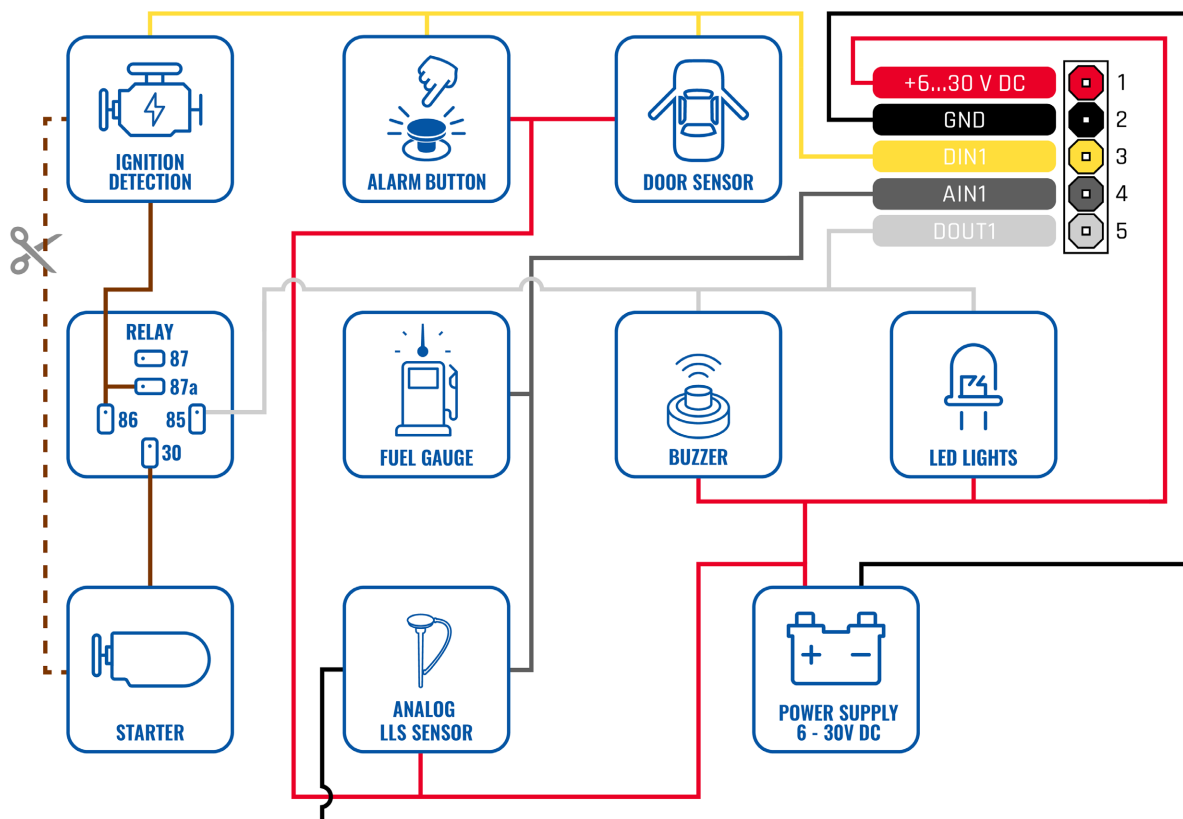 +6...30 V DC
1
GND
2
DIN1
3
AIN1
4
DOUT1
5
IGNITION
DETECTION
ALARM BUTTON
DOOR SENSOR
RELAY
87
87a
86
85
30
FUEL GAUGE
BUZZER
LED LIGHTS
STARTER
ANALOG
LLS SENSOR
POWER SUPPLY
6 - 30V DC